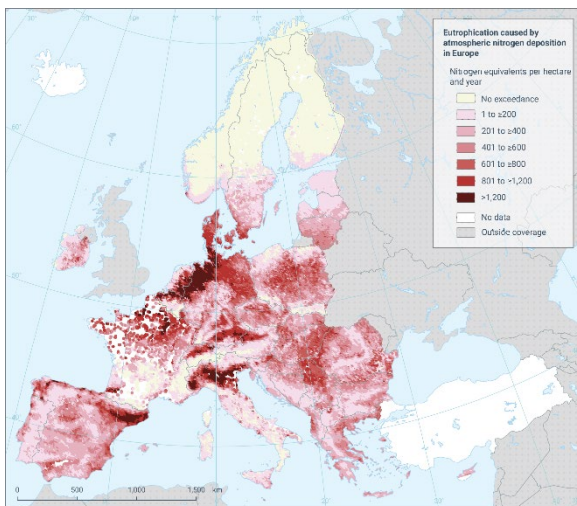 Eutrophication caused by
atmospheric nitrogen deposition
in Europe
Nitrogen equivalents per hectare
and year
No exceedance
1 to ≤200
201 to ≤400
401 to ≤600
601 to ≤800
801 to ≤1,200
>1,200
No data
Outside coverage
0 500 1,000 1,500 km